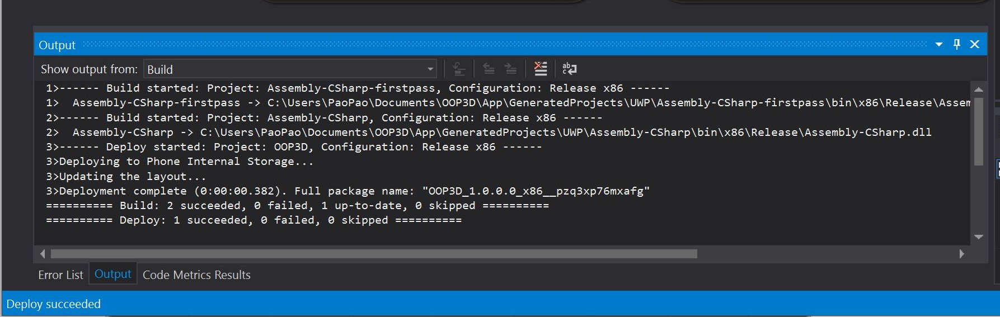 Output
Show output from: Build
1>------ Build started: Project: Assembly-CSharp-firstpass, Configuration: Release x86 ------
1>  Assembly-CSharp-firstpass -> C:\Users\PaoPao\Documents\OOP3D\App\GeneratedProjects\UWP\Assembly-CSharp-firstpass\bin\x86\Release\Assem
2>------ Build started: Project: Assembly-CSharp, Configuration: Release x86 ------
2>  Assembly-CSharp -> C:\Users\PaoPao\Documents\OOP3D\App\GeneratedProjects\UWP\Assembly-CSharp\bin\x86\Release\Assembly-CSharp.dll
3>------ Deploy started: Project: OOP3D, Configuration: Release x86 ------
3>Deploying to Phone Internal Storage...
3>Updating the layout...
3>Deployment complete (0:00:00.382). Full package name: "OOP3D_1.0.0.0_x86__pzq3xp76mxafg"
========== Build: 2 succeeded, 0 failed, 1 up-to-date, 0 skipped ==========
========== Deploy: 1 succeeded, 0 failed, 0 skipped ==========
Error List Output Code Metrics Results
Deploy succeeded